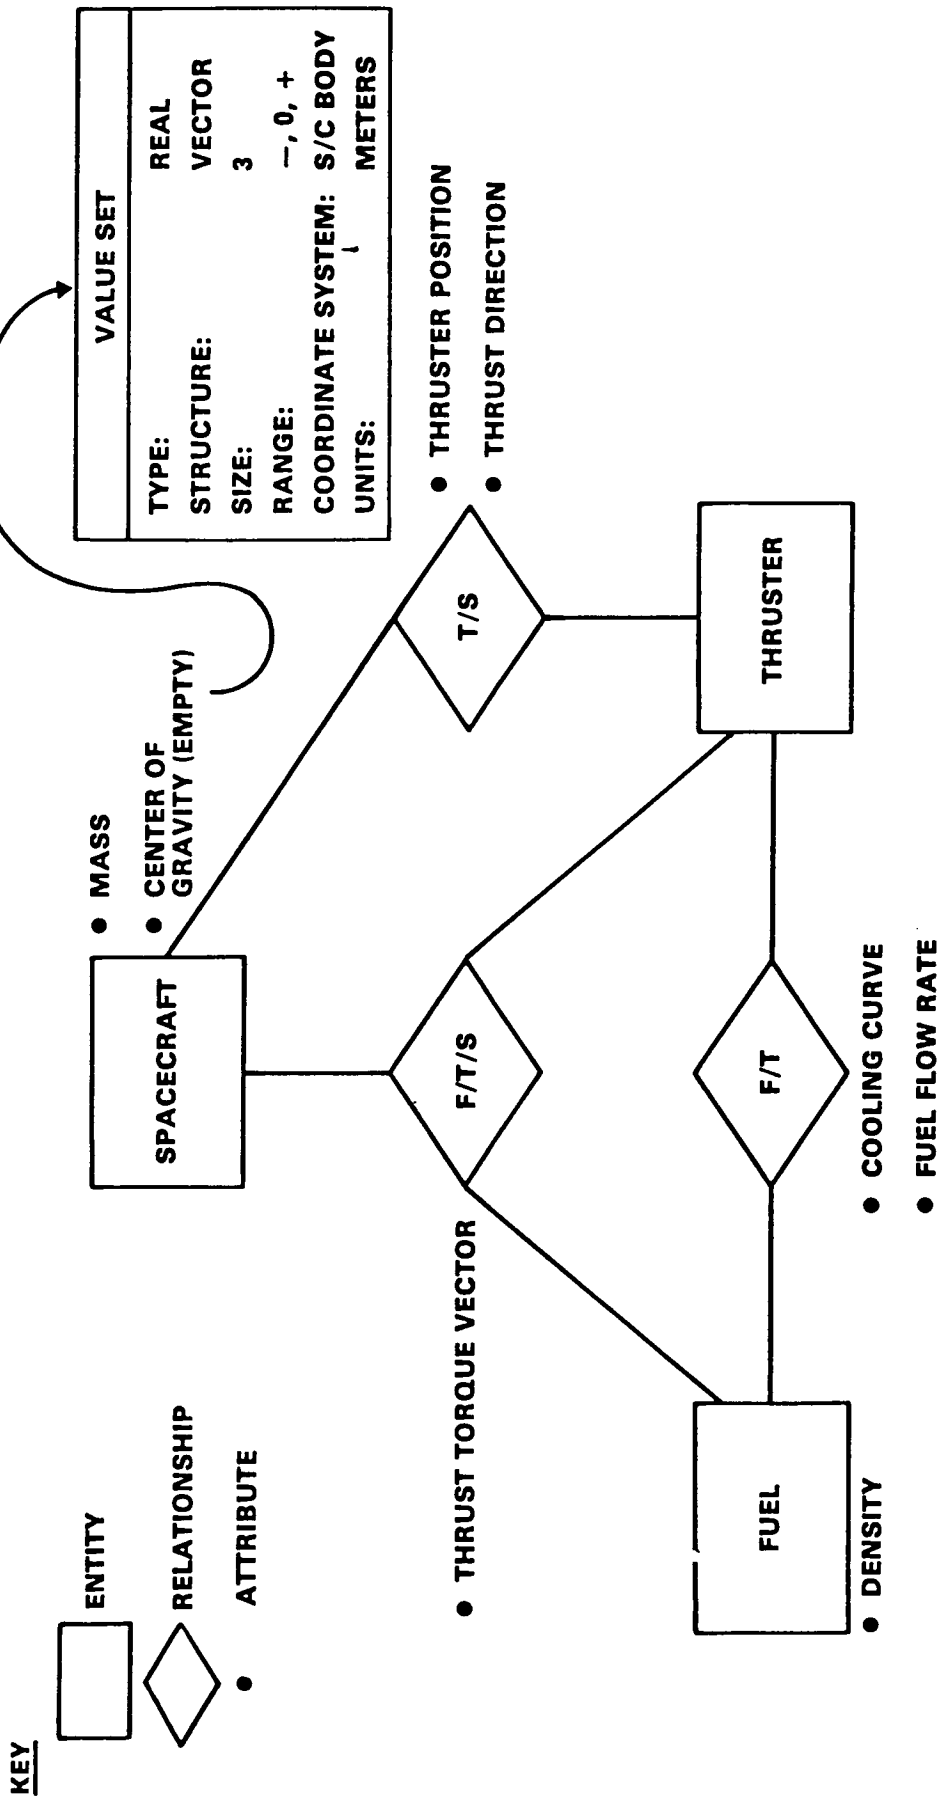 KEY
ENTITY
RELATIONSHIP
● ATTRIBUTE
SPACECRAFT
● MASS
● CENTER OF
GRAVITY (EMPTY)
VALUE SET
TYPE: REAL
STRUCTURE: VECTOR
SIZE: 3
RANGE: −, 0, +
COORDINATE SYSTEM: S/C BODY
UNITS: METERS
● THRUST TORQUE VECTOR
F/T/S
T/S
● THRUSTER POSITION
● THRUST DIRECTION
FUEL
● DENSITY
F/T
● COOLING CURVE
● FUEL FLOW RATE
THRUSTER